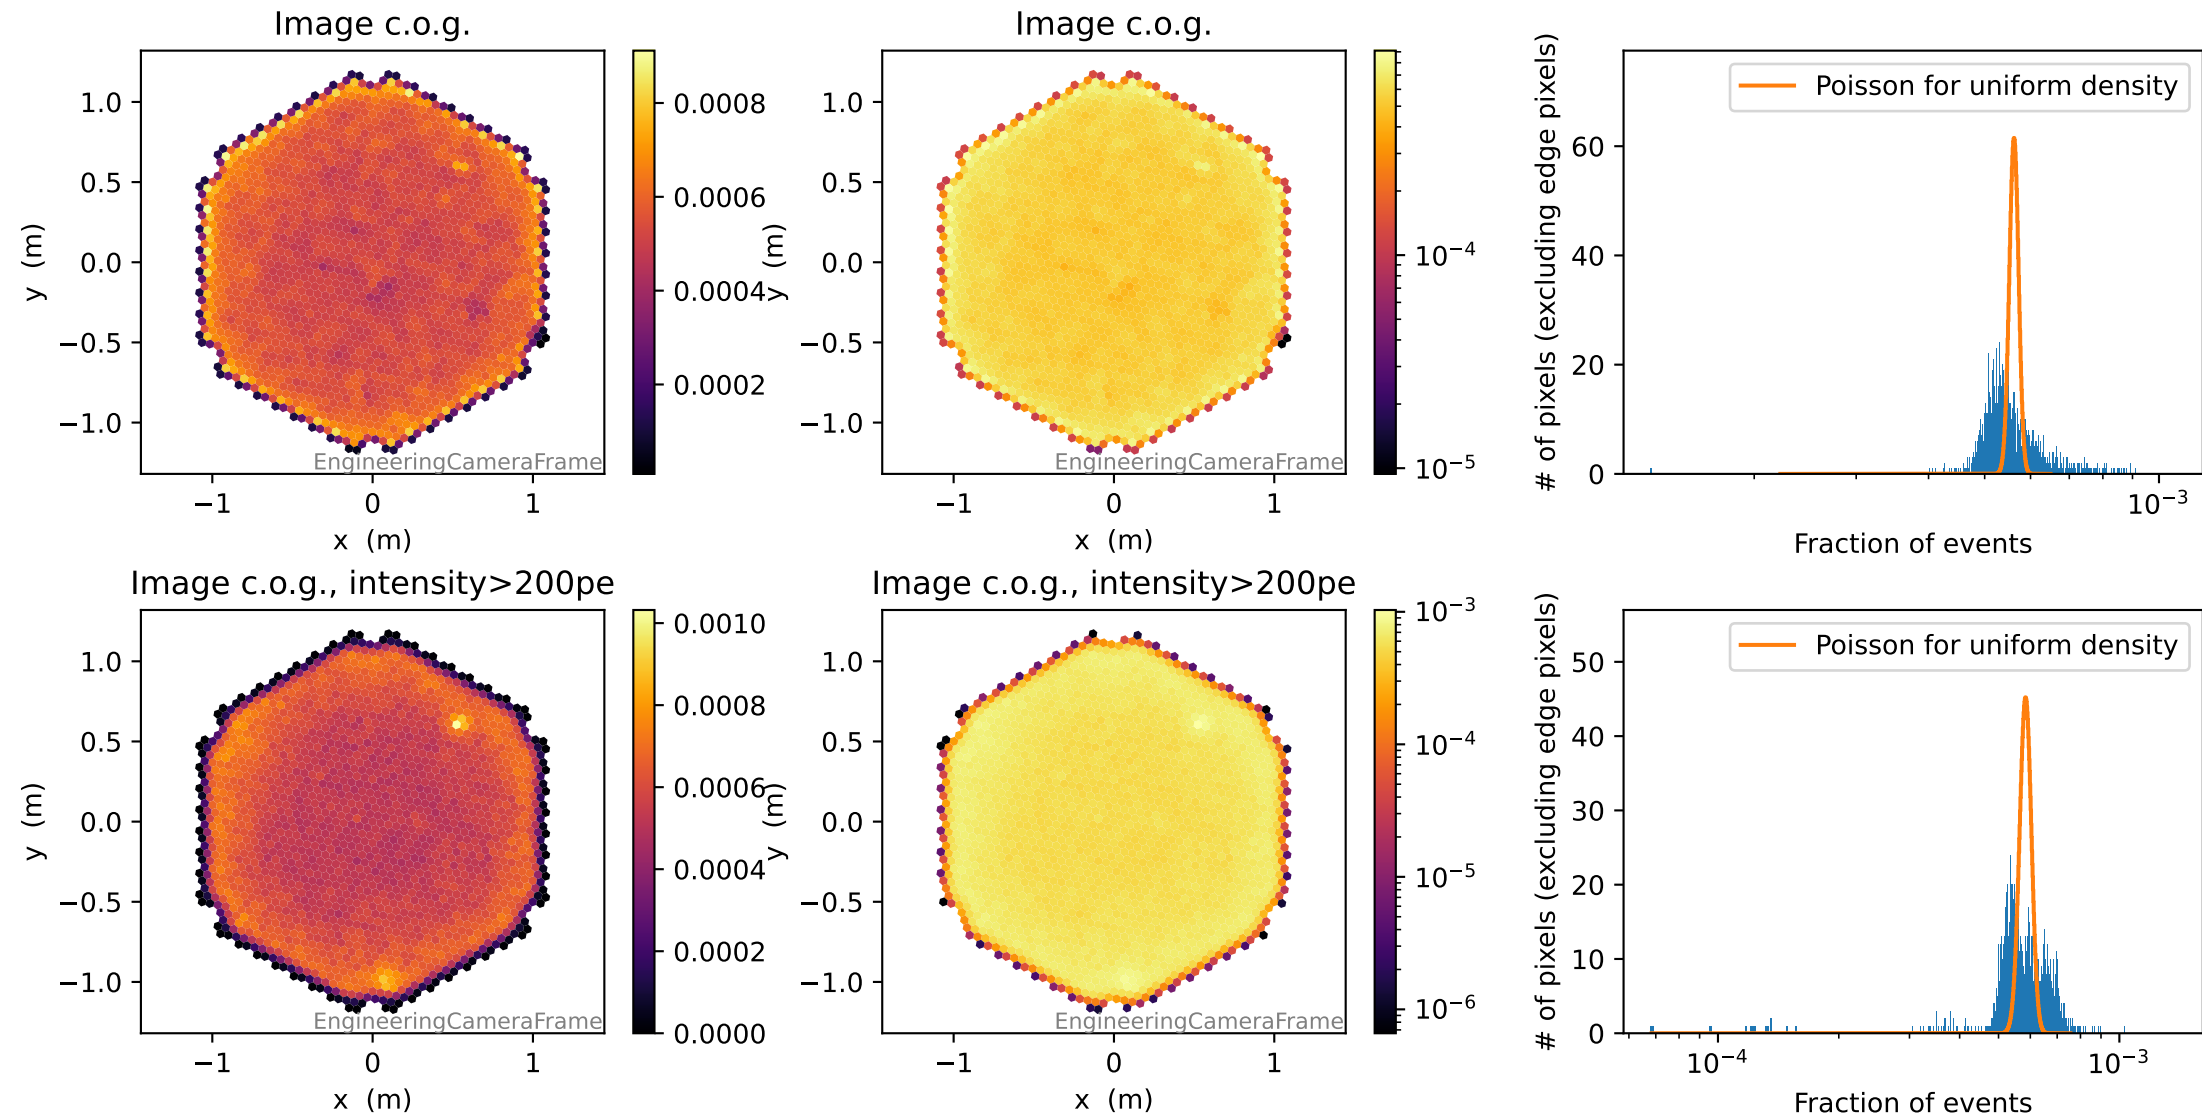 Image c.o.g.
y (m)
1.0
0.5
0.0
−0.5
−1.0
−1
0
1
x (m)
EngineeringCameraFrame
0.0008
0.0006
0.0004
0.0002
Image c.o.g.
y (m)
1.0
0.5
0.0
−0.5
−1.0
−1
0
1
x (m)
EngineeringCameraFrame
10⁻⁴
10⁻⁵
# of pixels (excluding edge pixels)
60
40
20
0
Poisson for uniform density
10⁻³
Fraction of events
Image c.o.g., intensity>200pe
y (m)
1.0
0.5
0.0
−0.5
−1.0
−1
0
1
x (m)
EngineeringCameraFrame
0.0010
0.0008
0.0006
0.0004
0.0002
0.0000
Image c.o.g., intensity>200pe
y (m)
1.0
0.5
0.0
−0.5
−1.0
−1
0
1
x (m)
EngineeringCameraFrame
10⁻³
10⁻⁴
10⁻⁵
10⁻⁶
# of pixels (excluding edge pixels)
50
40
30
20
10
0
Poisson for uniform density
10⁻⁴
10⁻³
Fraction of events